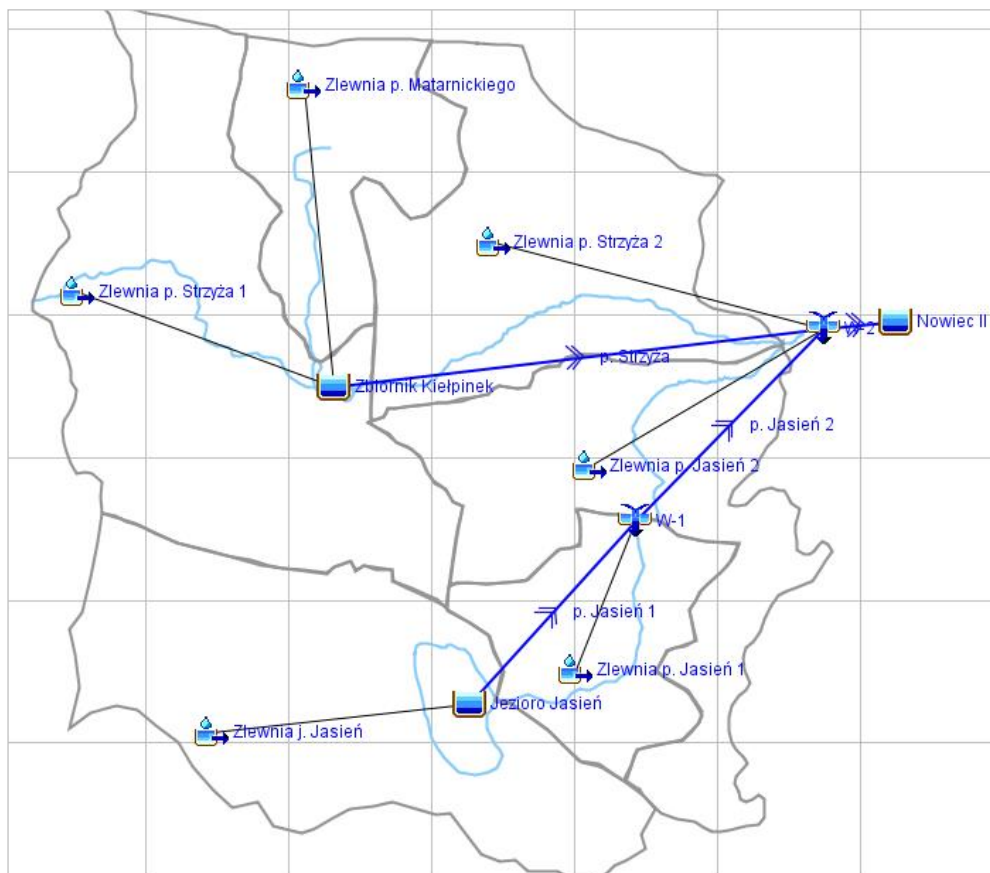 Zlewnia p. Matarnickiego
Zlewnia p. Strzyża 2
Zlewnia p. Strzyża 1
W-2
Nowiec II
p. Strzyża
Zbiornik Kiełpinek
p. Jasień 2
Zlewnia p. Jasień 2
W-1
p. Jasień 1
Zlewnia p. Jasień 1
Jezioro Jasień
Zlewnia j. Jasień